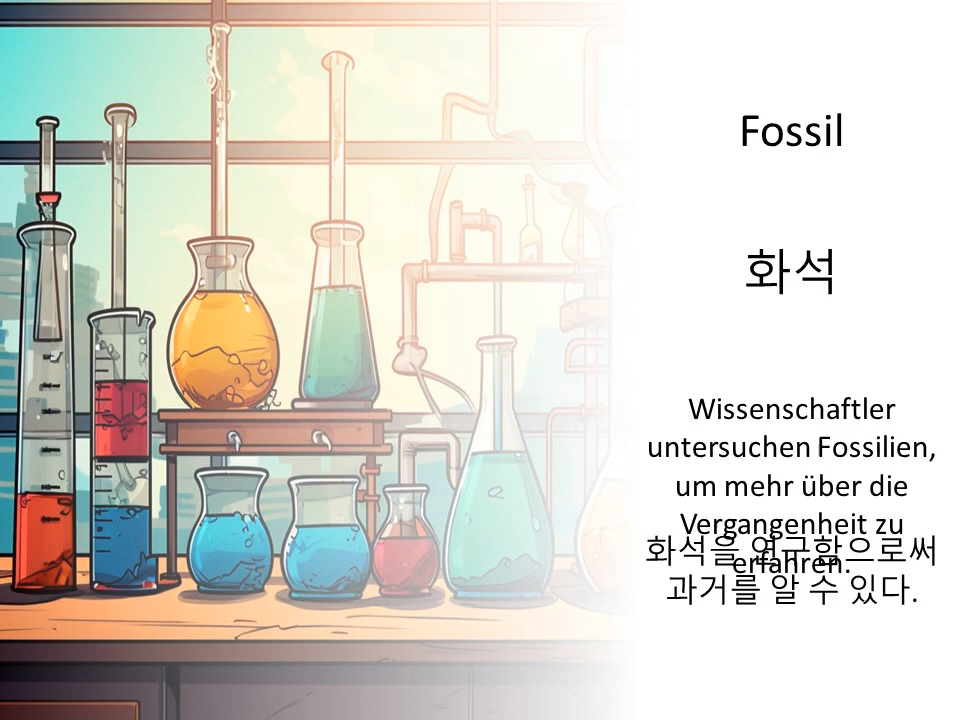 Fossil
화석
Wissenschaftler
untersuchen Fossilien,
um mehr über die
Vergangenheit zu
erfahren.
화석을 연구함으로써
과거를 알 수 있다.